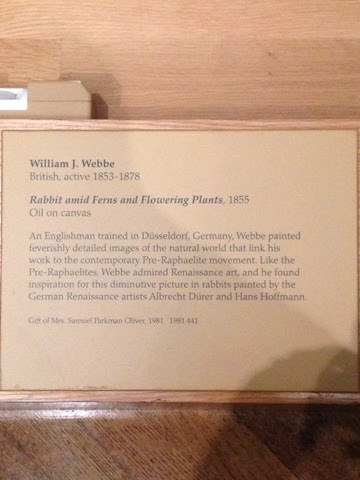 William J. Webbe
British, active 1853–1878
Rabbit amid Ferns and Flowering Plants, 1855
Oil on canvas
An Englishman trained in Düsseldorf, Germany, Webbe painted
feverishly detailed images of the natural world that link his
work to the contemporary Pre-Raphaelite movement. Like the
Pre-Raphaelites, Webbe admired Renaissance art, and he found
inspiration for this diminutive picture in rabbits painted by the
German Renaissance artists Albrecht Dürer and Hans Hoffmann.
Gift of Mrs. Samuel Parkman Oliver, 1981 1981.441